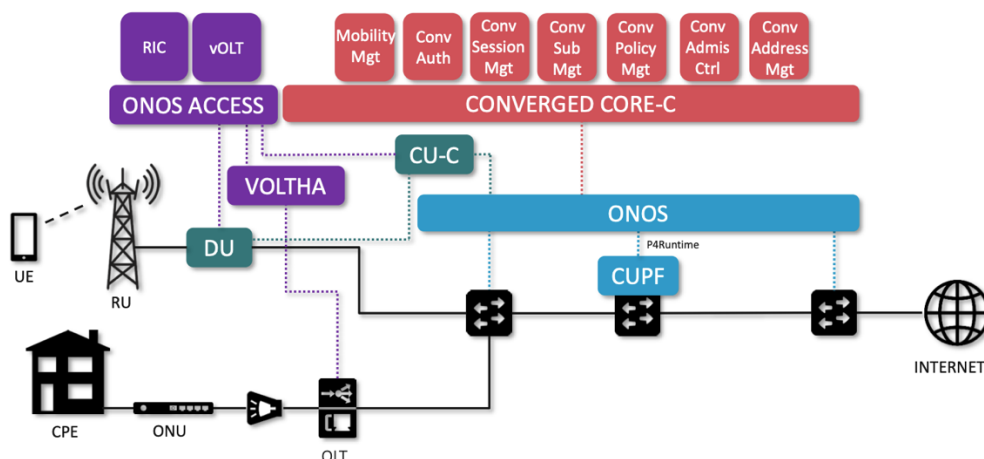 RIC
vOLT
Mobility
Mgt
Conv
Auth
Conv
Session
Mgt
Conv
Sub
Mgt
Conv
Policy
Mgt
Conv
Admis
Ctrl
Conv
Address
Mgt
ONOS ACCESS
CONVERGED CORE-C
CU-C
VOLTHA
ONOS
DU
P4Runtime
UE
CUPF
RU
INTERNET
CPE
ONU
OLT